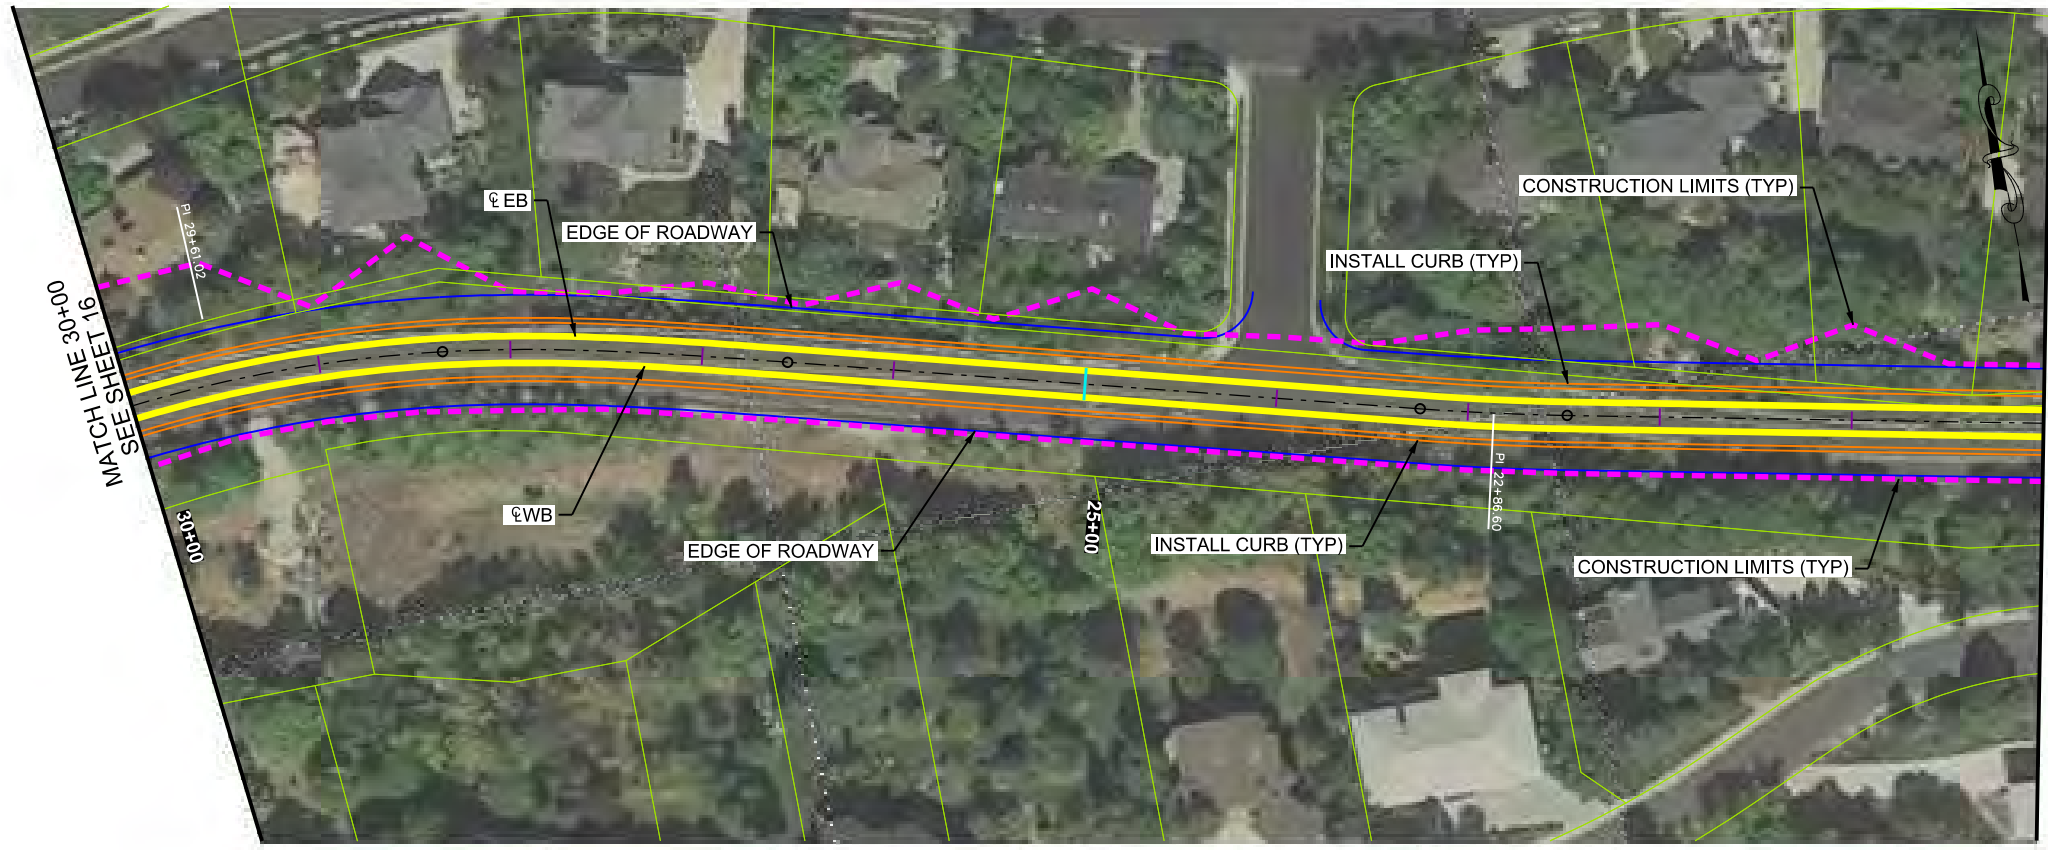 CONSTRUCTION LIMITS (TYP)
℄ EB
EDGE OF ROADWAY
PI 29+61.02
INSTALL CURB (TYP)
MATCH LINE 30+00
SEE SHEET 16
PI 22+86.60
30+00
℄WB
25+00
EDGE OF ROADWAY
INSTALL CURB (TYP)
CONSTRUCTION LIMITS (TYP)